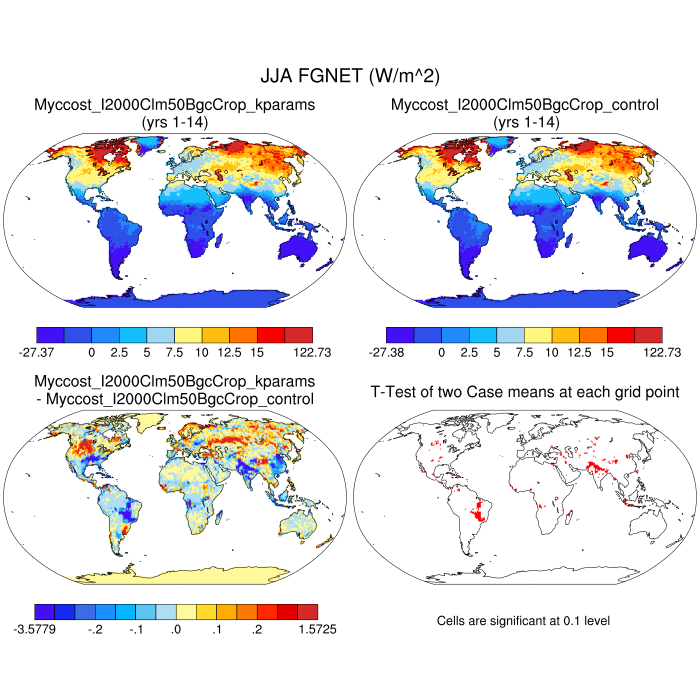 JJA FGNET (W/m^2)
Myccost_I2000Clm50BgcCrop_kparams
(yrs 1-14)
Myccost_I2000Clm50BgcCrop_control
(yrs 1-14)
-27.37 0 2.5 5 7.5 10 12.5 15 122.73
-27.38 0 2.5 5 7.5 10 12.5 15 122.73
Myccost_I2000Clm50BgcCrop_kparams
- Myccost_I2000Clm50BgcCrop_control
T-Test of two Case means at each grid point
-3.5779 -.2 -.1 .0 .1 .2 1.5725
Cells are significant at 0.1 level